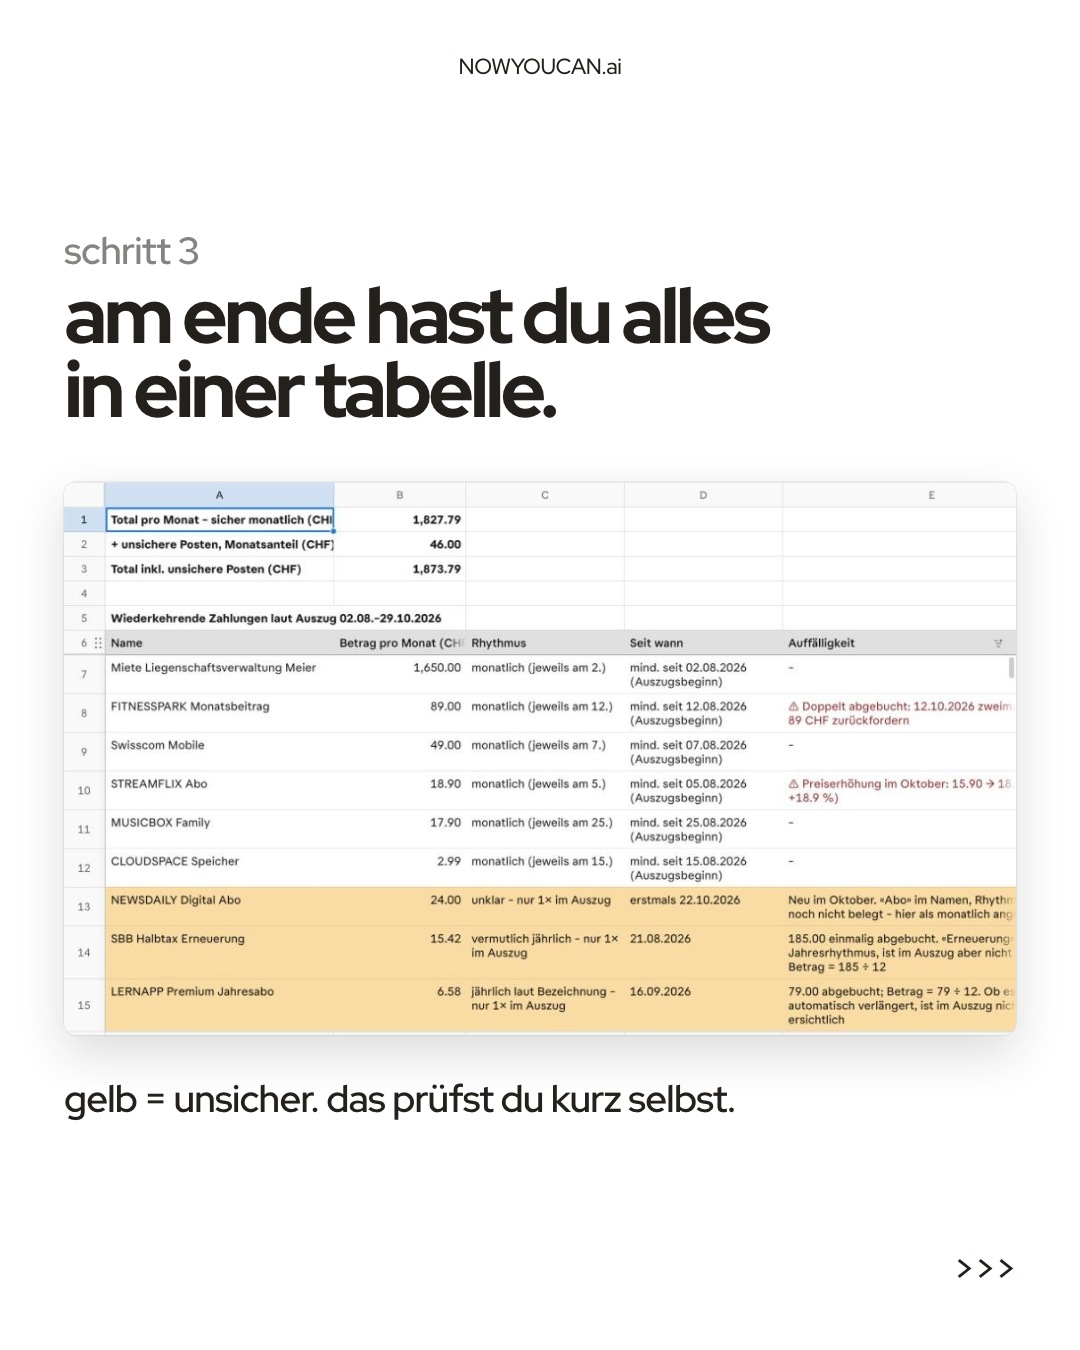 NOWYOUCAN.ai
schritt 3
am ende hast du alles
in einer tabelle.
A B C D E
1 Total pro Monat – sicher monatlich (CHF 1,827.79
2 + unsichere Posten, Monatsanteil (CHF) 46.00
3 Total inkl. unsichere Posten (CHF) 1,873.79
4
5 Wiederkehrende Zahlungen laut Auszug 02.08.–29.10.2026
6 Name Betrag pro Monat (CHF Rhythmus Seit wann Auffälligkeit
7 Miete Liegenschaftsverwaltung Meier 1,650.00 monatlich (jeweils am 2.) mind. seit 02.08.2026 –
(Auszugsbeginn)
8 FITNESSPARK Monatsbeitrag 89.00 monatlich (jeweils am 12.) mind. seit 12.08.2026 ⚠ Doppelt abgebucht: 12.10.2026 zweim
(Auszugsbeginn) 89 CHF zurückfordern
9 Swisscom Mobile 49.00 monatlich (jeweils am 7.) mind. seit 07.08.2026 –
(Auszugsbeginn)
10 STREAMFLIX Abo 18.90 monatlich (jeweils am 5.) mind. seit 05.08.2026 ⚠ Preiserhöhung im Oktober: 15.90 → 18.
(Auszugsbeginn) +18.9 %)
11 MUSICBOX Family 17.90 monatlich (jeweils am 25.) mind. seit 25.08.2026 –
(Auszugsbeginn)
12 CLOUDSPACE Speicher 2.99 monatlich (jeweils am 15.) mind. seit 15.08.2026 –
(Auszugsbeginn)
13 NEWSDAILY Digital Abo 24.00 unklar – nur 1× im Auszug erstmals 22.10.2026 Neu im Oktober. «Abo» im Namen, Rhythm
noch nicht belegt – hier als monatlich ang
14 SBB Halbtax Erneuerung 15.42 vermutlich jährlich – nur 1× 21.08.2026 185.00 einmalig abgebucht. «Erneuerung»
im Auszug Jahresrhythmus, ist im Auszug aber nicht
Betrag = 185 ÷ 12
15 LERNAPP Premium Jahresabo 6.58 jährlich laut Bezeichnung – 16.09.2026 79.00 abgebucht; Betrag = 79 ÷ 12. Ob es
nur 1× im Auszug automatisch verlängert, ist im Auszug nic
ersichtlich
gelb = unsicher. das prüfst du kurz selbst.
>>>